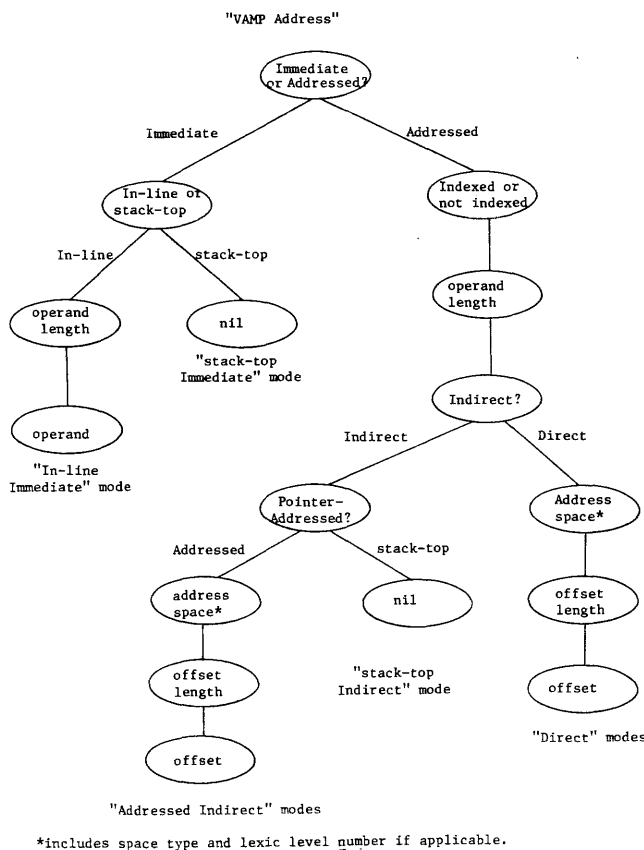 "VAMP Address"
Immediate
or Addressed?
Immediate
Addressed
In-line or
stack-top
Indexed or
not indexed
In-line
stack-top
operand
length
nil
operand
length
"stack-top
Immediate" mode
Indirect?
operand
Indirect
Direct
"In-line
Immediate" mode
Pointer-
Addressed?
Address
space*
Addressed
stack-top
address
space*
nil
offset
length
offset
length
"stack-top
Indirect" mode
offset
"Direct" modes
offset
"Addressed Indirect" modes
*includes space type and lexic level number if applicable.